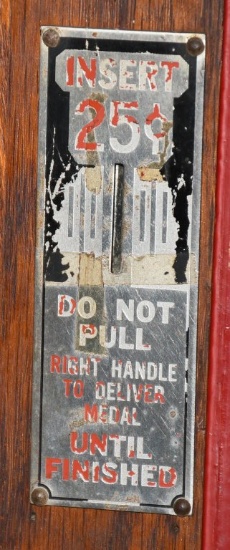 INSERT
25¢
DO NOT
PULL
RIGHT HANDLE
TO DELIVER
MEDAL
UNTIL
FINISHED